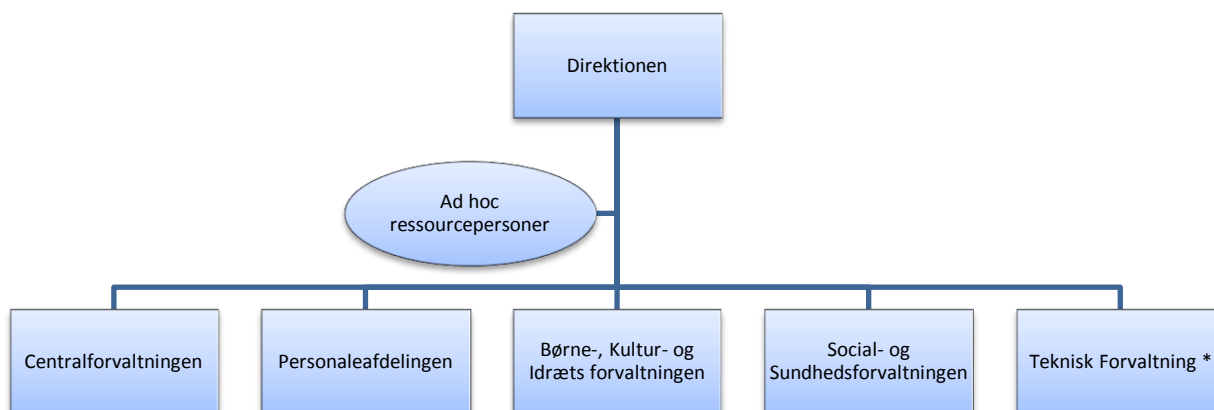 Direktionen
Ad hoc
ressourcepersoner
Centralforvaltningen
Personaleafdelingen
Børne-, Kultur- og
Idræts forvaltningen
Social- og
Sundhedsforvaltningen
Teknisk Forvaltning *